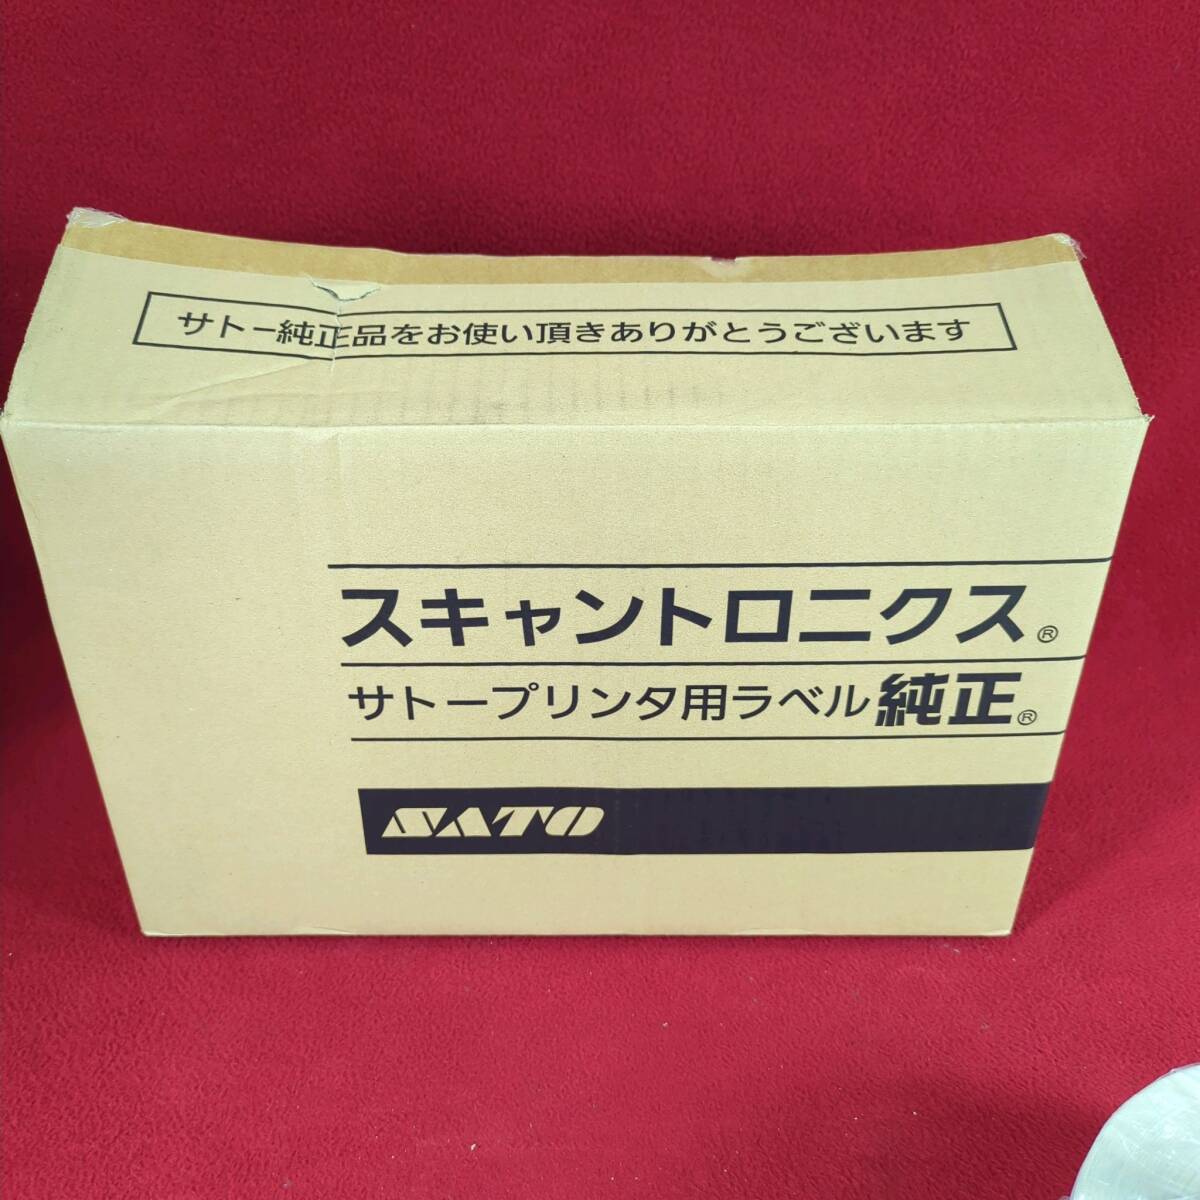 サトー純正品をお使い頂きありがとうございます
スキャントロニクス®
サトープリンタ用ラベル 純正®
SATO